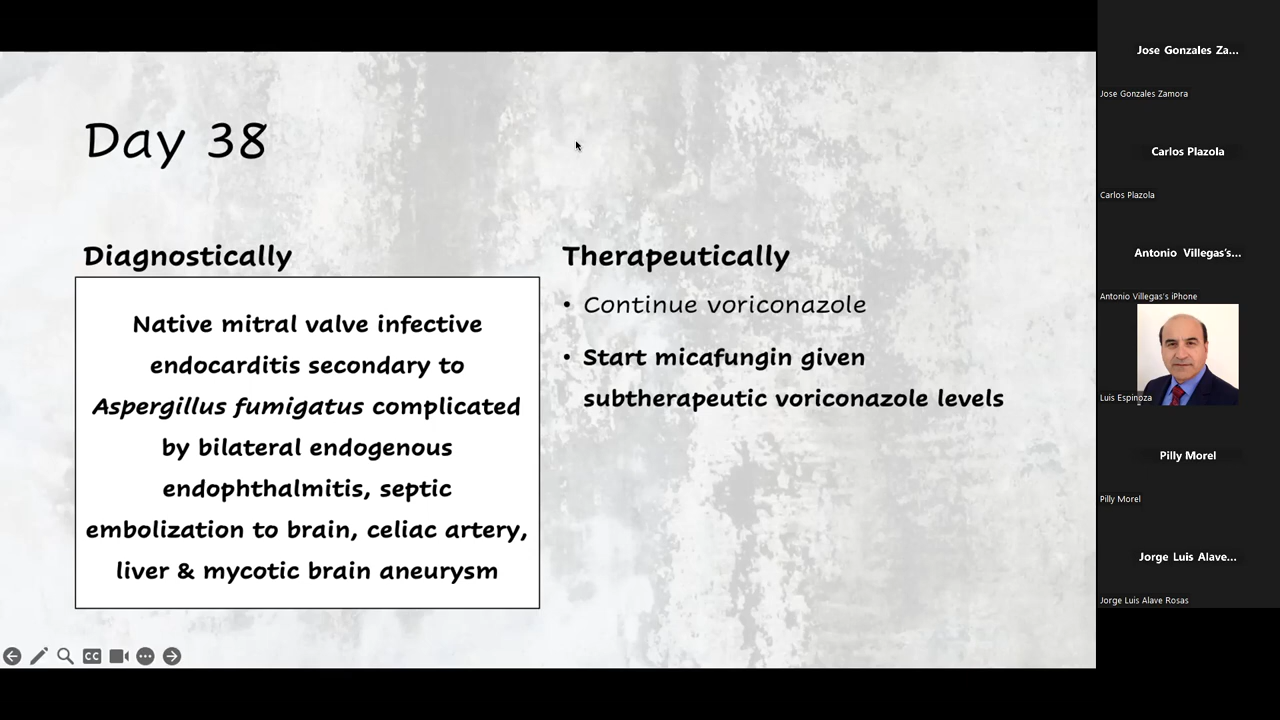 Day 38
Diagnostically
Native mitral valve infective
endocarditis secondary to
Aspergillus fumigatus complicated
by bilateral endogenous
endophthalmitis, septic
embolization to brain, celiac artery,
liver & mycotic brain aneurysm
Therapeutically
• Continue voriconazole
• Start micafungin given
subtherapeutic voriconazole levels
CC
Jose Gonzales Za...
Jose Gonzales Zamora
Carlos Plazola
Carlos Plazola
Antonio Villegas's...
Antonio Villegas's iPhone
Luis Espinoza
Pilly Morel
Pilly Morel
Jorge Luis Alave...
Jorge Luis Alave Rosas